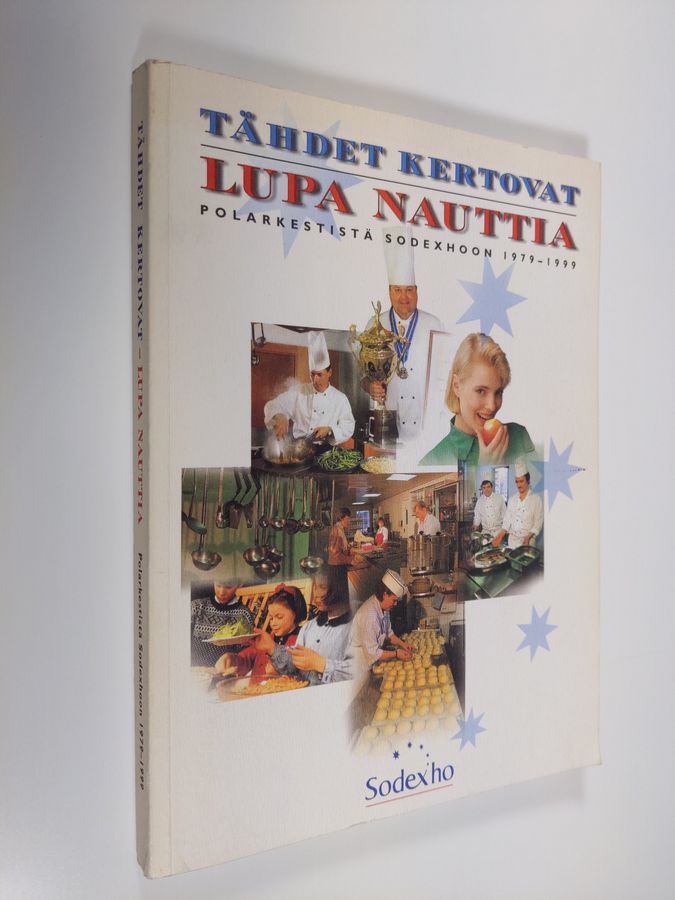 TÄHDET KERTOVAT
LUPA NAUTTIA
POLARKESTISTÄ SODEXHOON 1979–1999
Sodexho
TÄHDET KERTOVAT – LUPA NAUTTIA Polarkestistä Sodexhoon 1979–1999